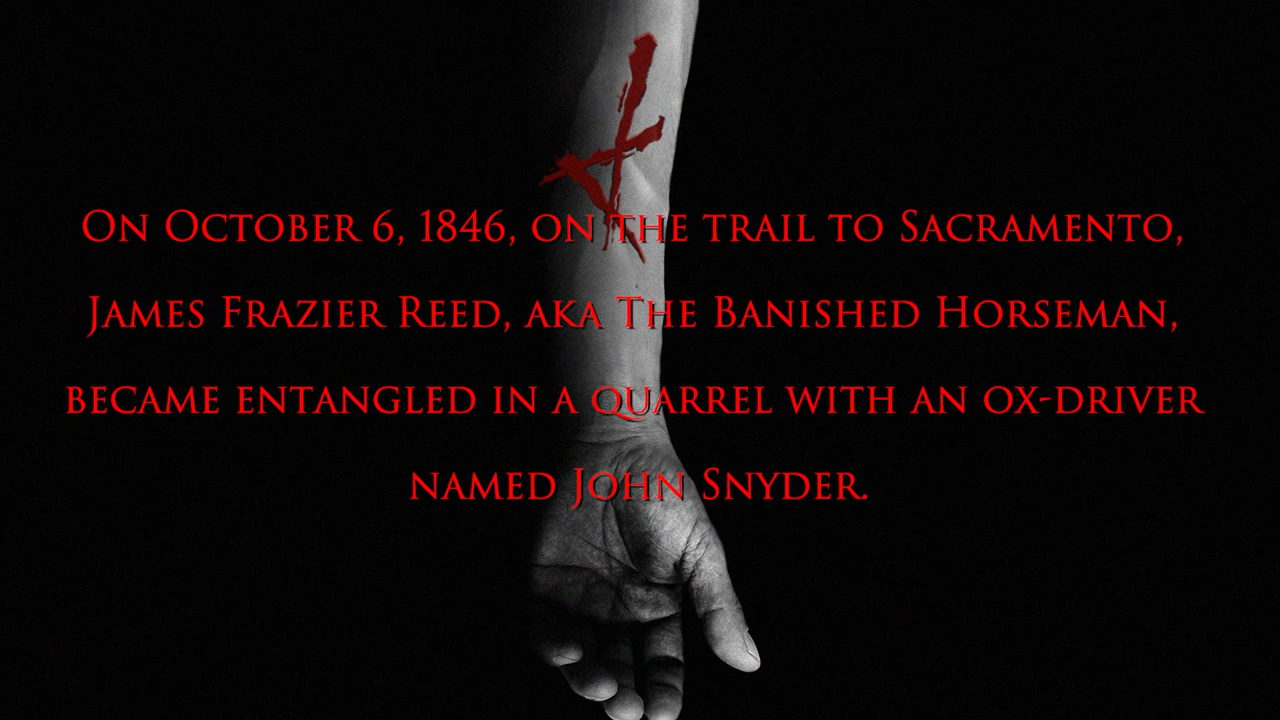 On October 6, 1846, on the trail to Sacramento,
James Frazier Reed, aka The Banished Horseman,
became entangled in a quarrel with an ox-driver
named John Snyder.